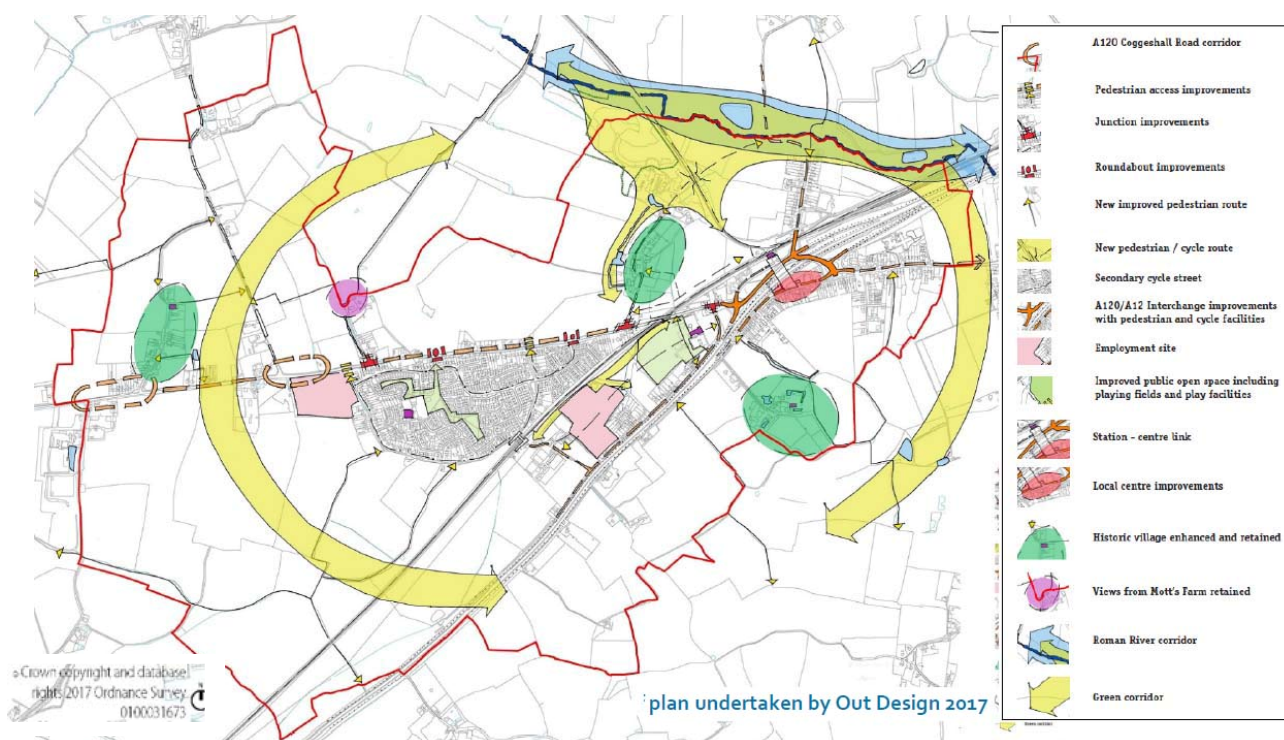 A120 Coggeshall Road corridor
Pedestrian access improvements
Junction improvements
Roundabout improvements
New improved pedestrian route
New pedestrian / cycle route
Secondary cycle street
A120/A12 Interchange improvements
with pedestrian and cycle facilities
Employment site
Improved public open space including
playing fields and play facilities
Station - centre link
Local centre improvements
Historic village enhanced and retained
Views from Mott's Farm retained
Roman River corridor
Green corridor
Crown copyright and database
rights 2017 Ordnance Survey
0100031673
plan undertaken by Out Design 2017
Green corridor